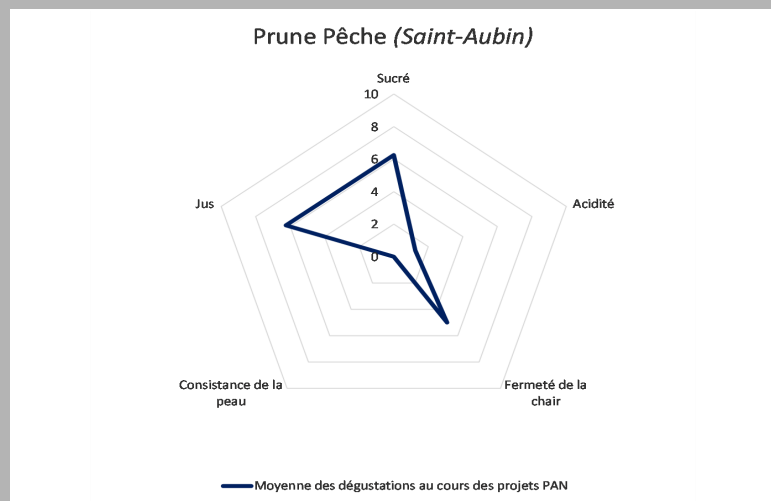 Prune Pêche (Saint-Aubin)
Sucré
10
8
6
4
2
0
Jus
Acidité
Consistance de la
peau
Fermeté de la
chair
Moyenne des dégustations au cours des projets PAN